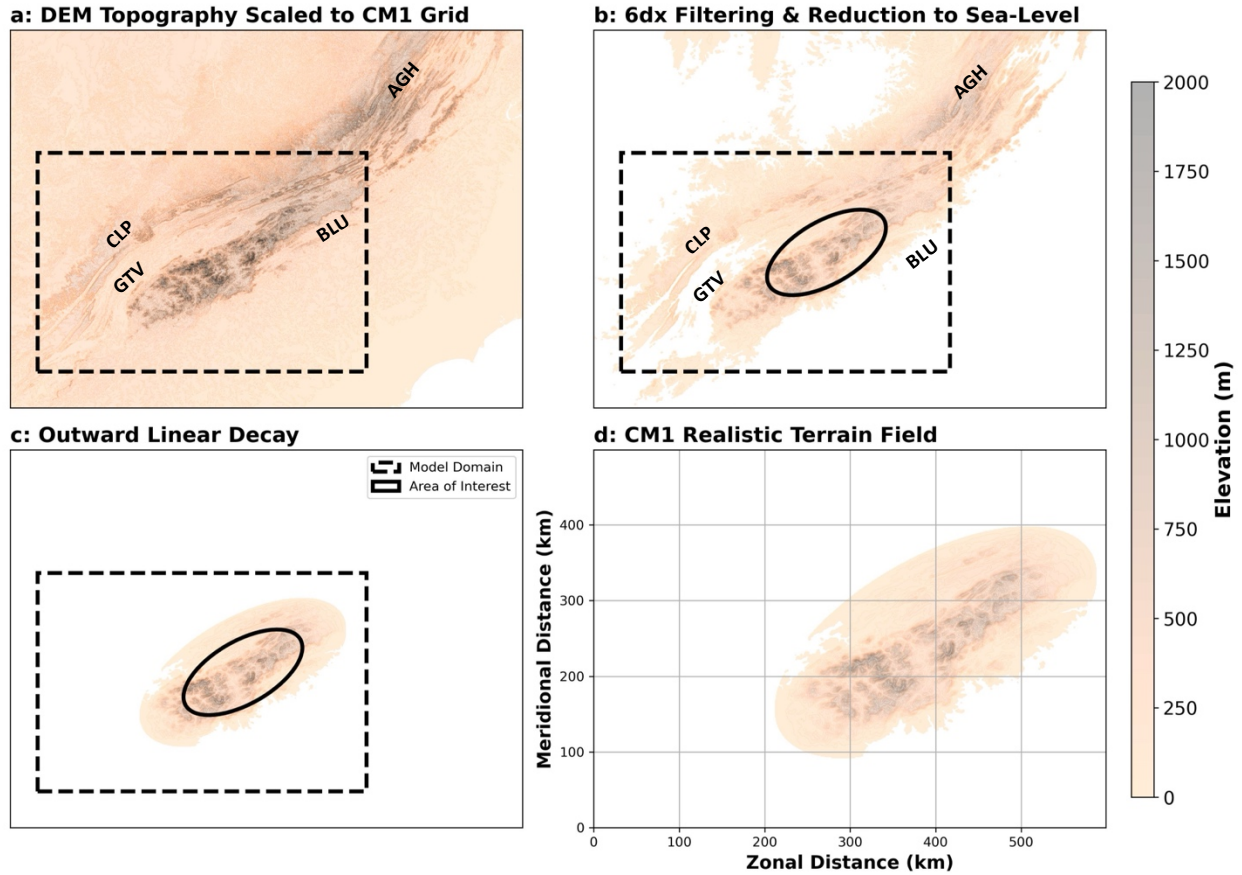 a: DEM Topography Scaled to CM1 Grid
AGH
CLP
BLU
GTV
b: 6dx Filtering & Reduction to Sea-Level
AGH
CLP
BLU
GTV
c: Outward Linear Decay
Model Domain
Area of Interest
d: CM1 Realistic Terrain Field
Meridional Distance (km)
400
300
200
100
0
0 100 200 300 400 500
Zonal Distance (km)
2000
1750
1500
1250
1000
750
500
250
0
Elevation (m)